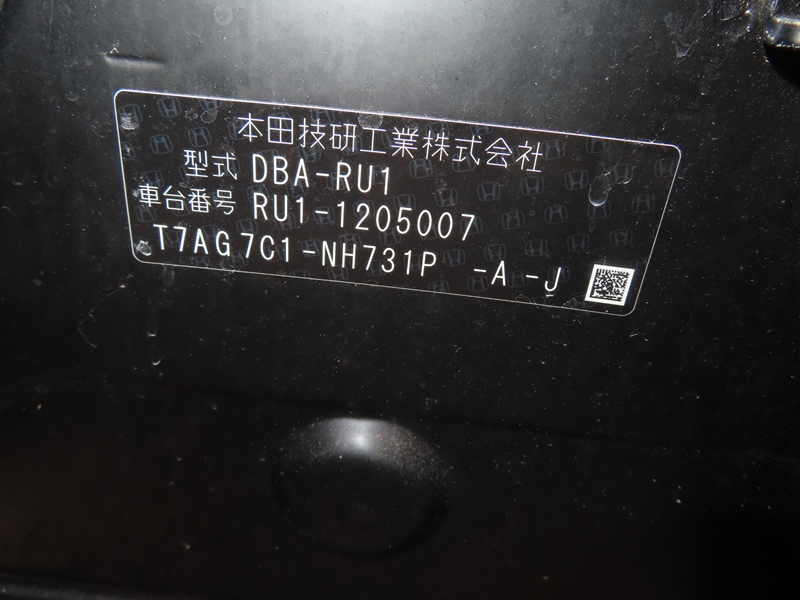 本田技研工業株式会社
型式 DBA-RU1
車台番号 RU1-1205007
T7AG7C1-NH731P -A-J